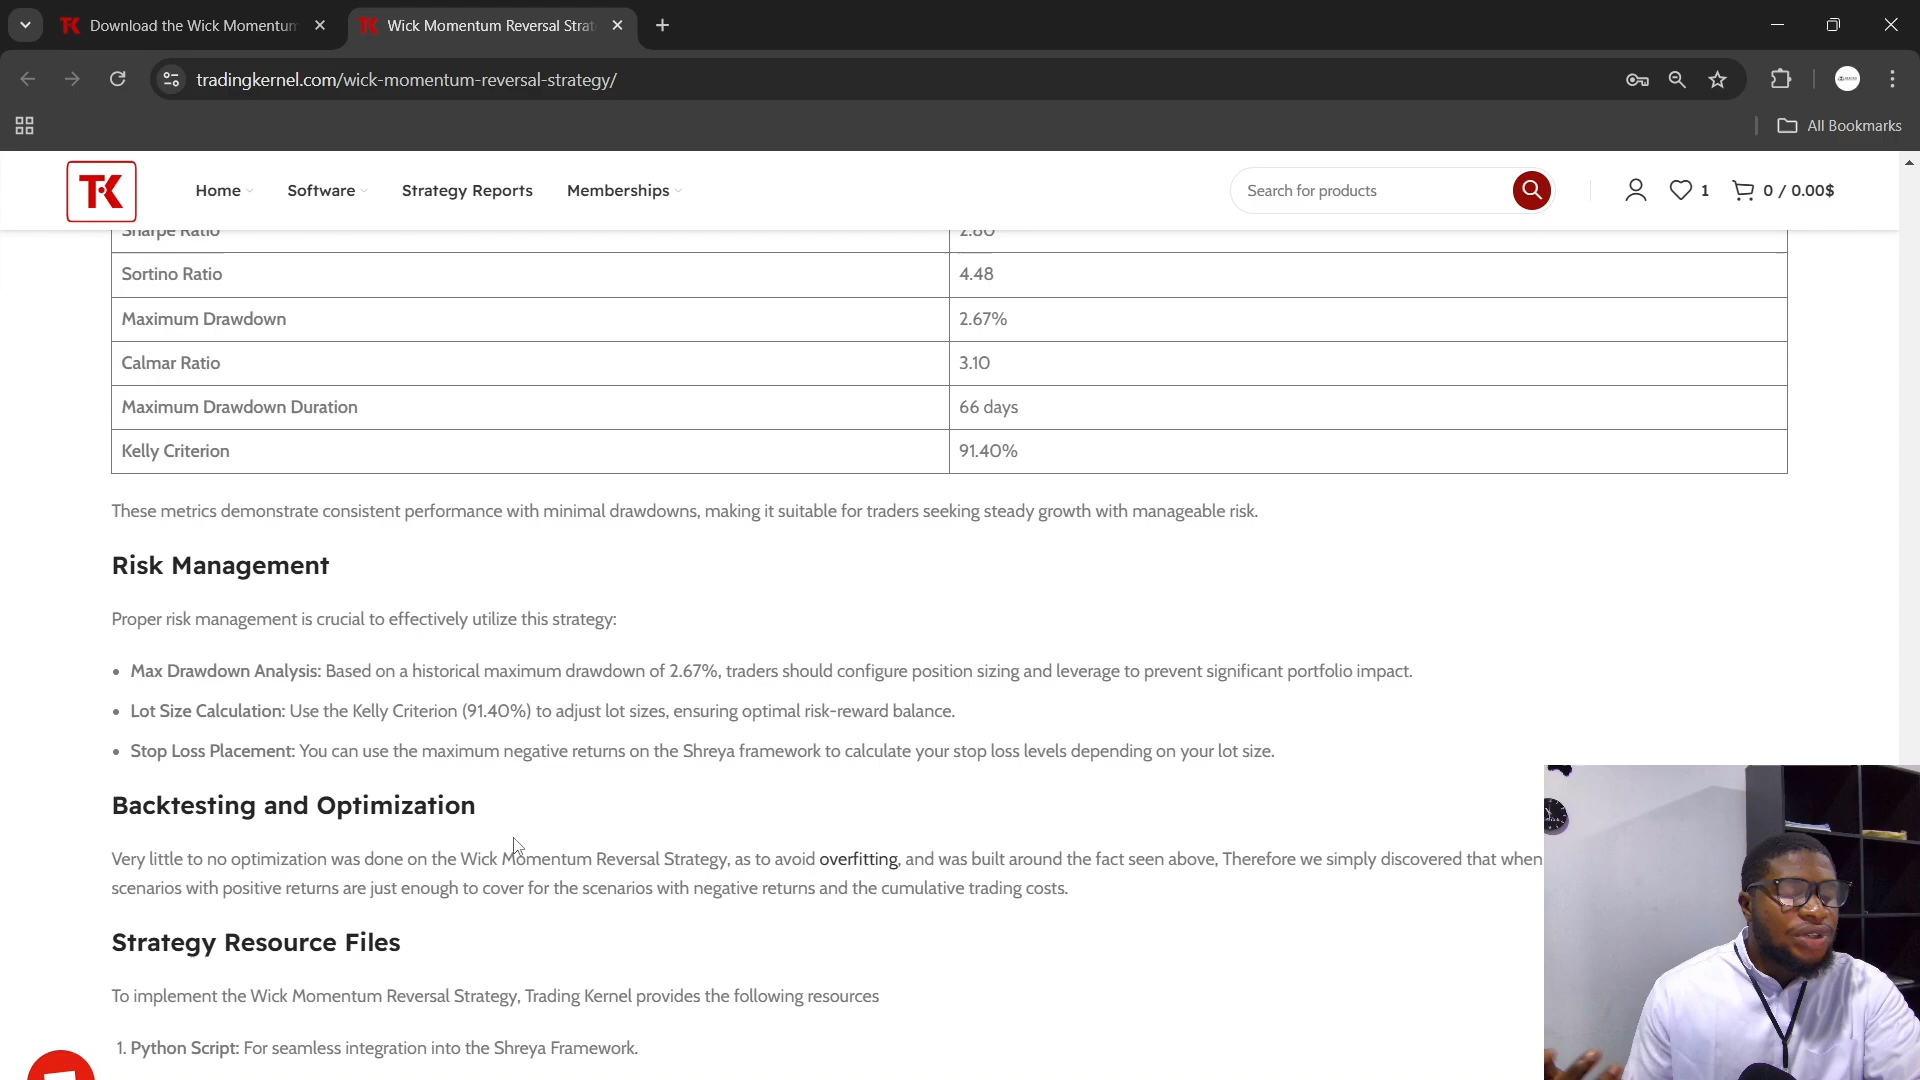 Download the Wick Momentum
Wick Momentum Reversal Strat
tradingkernel.com/wick-momentum-reversal-strategy/
All Bookmarks
TK
Home
Software
Strategy Reports
Memberships
Search for products
1
0 / 0.00$
Sharpe Ratio 2.80
Sortino Ratio 4.48
Maximum Drawdown 2.67%
Calmar Ratio 3.10
Maximum Drawdown Duration 66 days
Kelly Criterion 91.40%
These metrics demonstrate consistent performance with minimal drawdowns, making it suitable for traders seeking steady growth with manageable risk.
Risk Management
Proper risk management is crucial to effectively utilize this strategy:
• Max Drawdown Analysis: Based on a historical maximum drawdown of 2.67%, traders should configure position sizing and leverage to prevent significant portfolio impact.
• Lot Size Calculation: Use the Kelly Criterion (91.40%) to adjust lot sizes, ensuring optimal risk-reward balance.
• Stop Loss Placement: You can use the maximum negative returns on the Shreya framework to calculate your stop loss levels depending on your lot size.
Backtesting and Optimization
Very little to no optimization was done on the Wick Momentum Reversal Strategy, as to avoid overfitting, and was built around the fact seen above, Therefore we simply discovered that when
scenarios with positive returns are just enough to cover for the scenarios with negative returns and the cumulative trading costs.
Strategy Resource Files
To implement the Wick Momentum Reversal Strategy, Trading Kernel provides the following resources
1. Python Script: For seamless integration into the Shreya Framework.